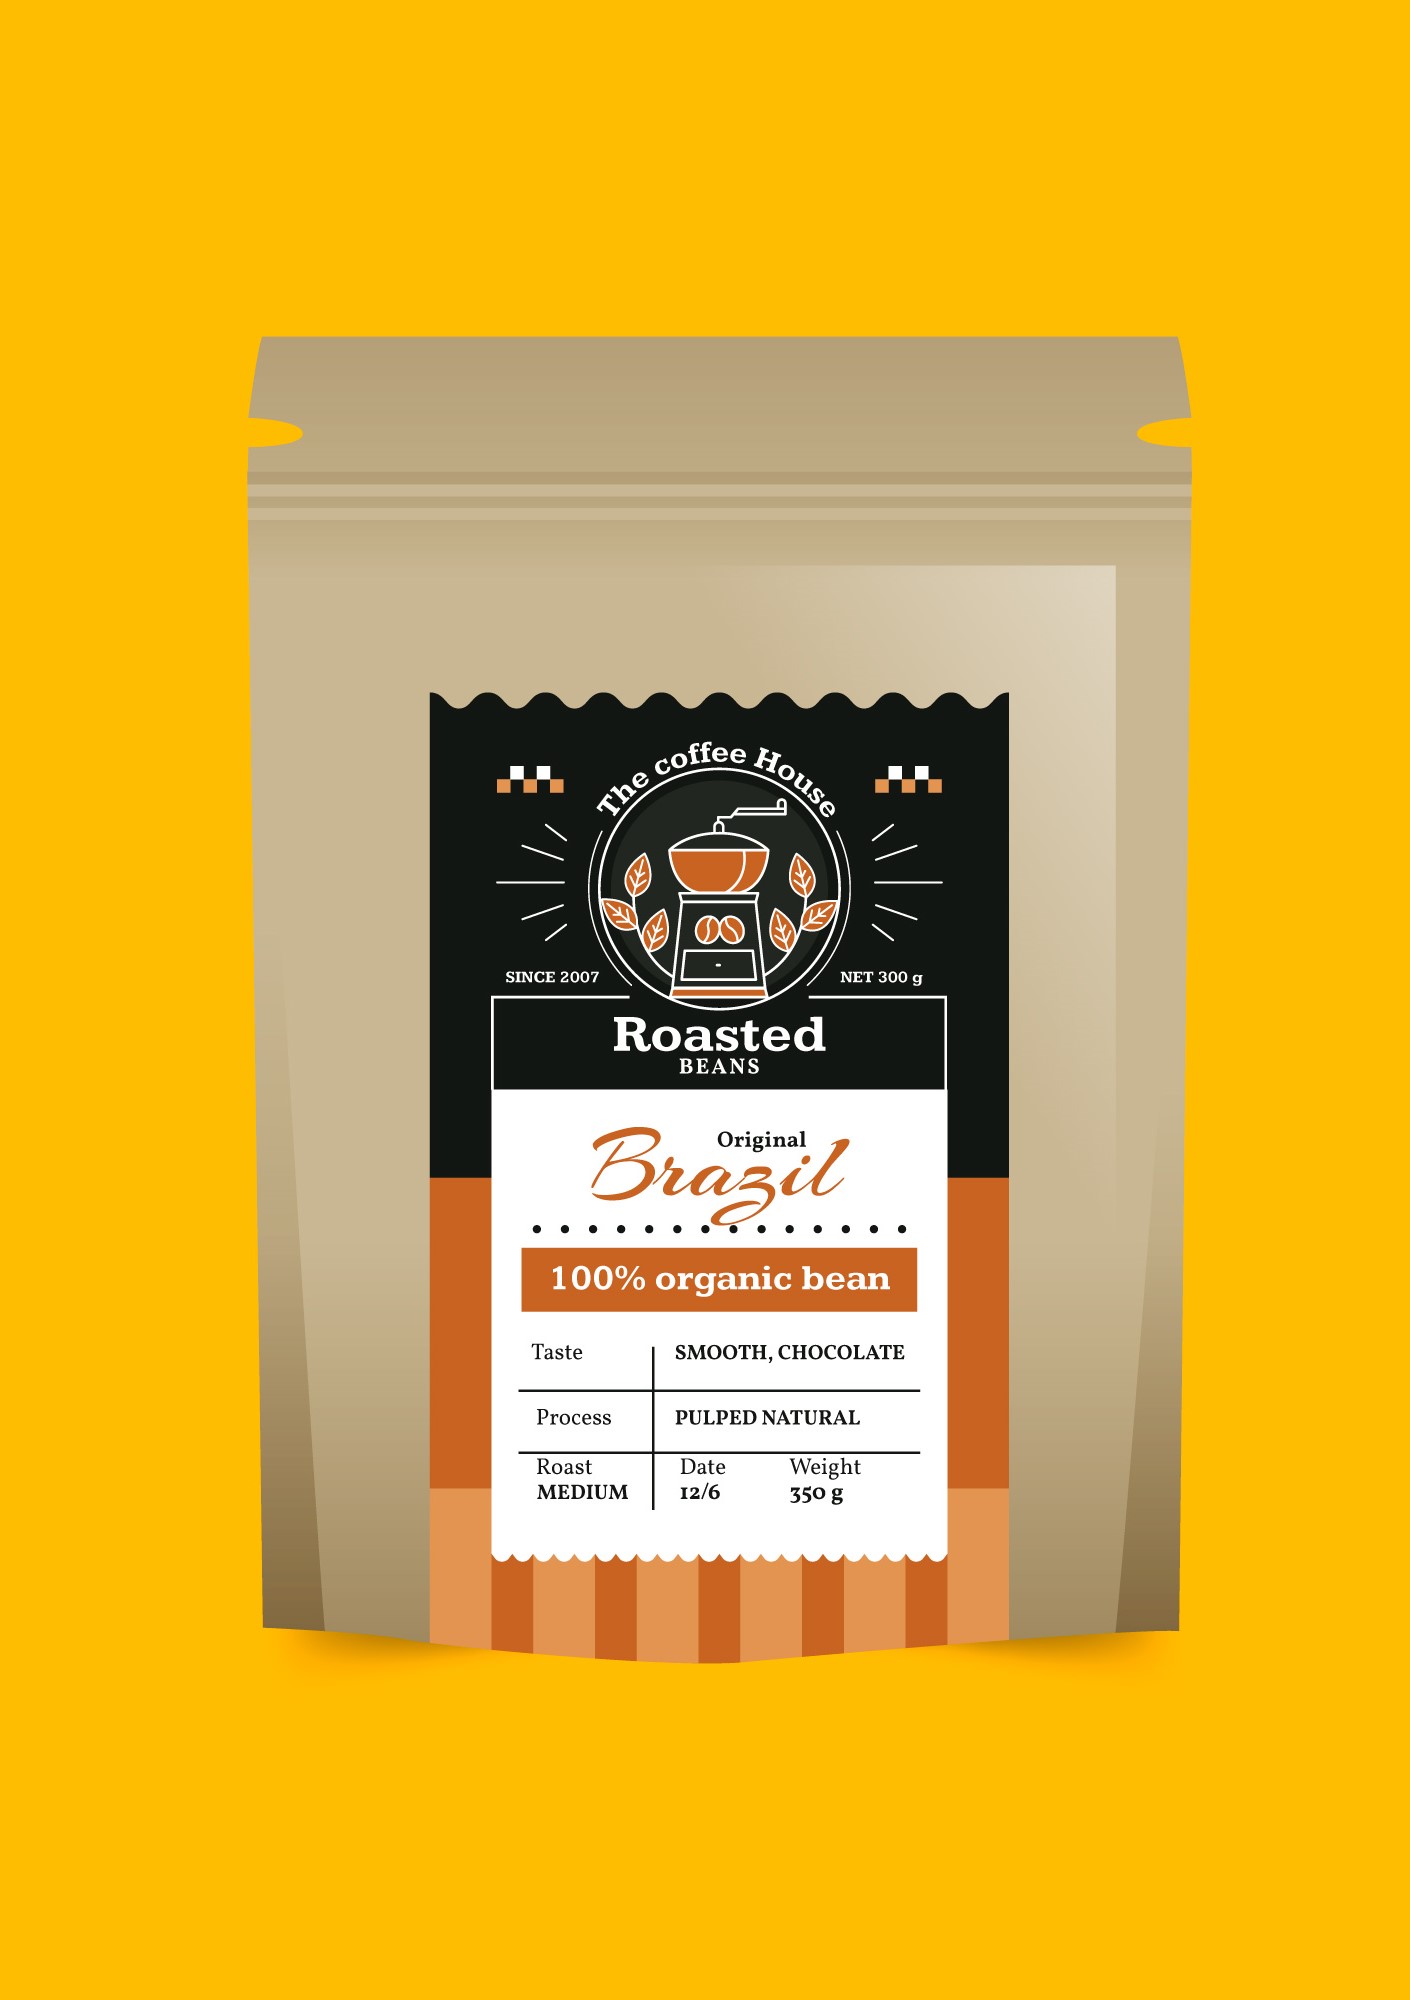 The coffee House
SINCE 2007
NET 300 g
Roasted
BEANS
Original
Brazil
100% organic bean
Taste SMOOTH, CHOCOLATE
Process PULPED NATURAL
Roast Date Weight
MEDIUM 12/6 350 g